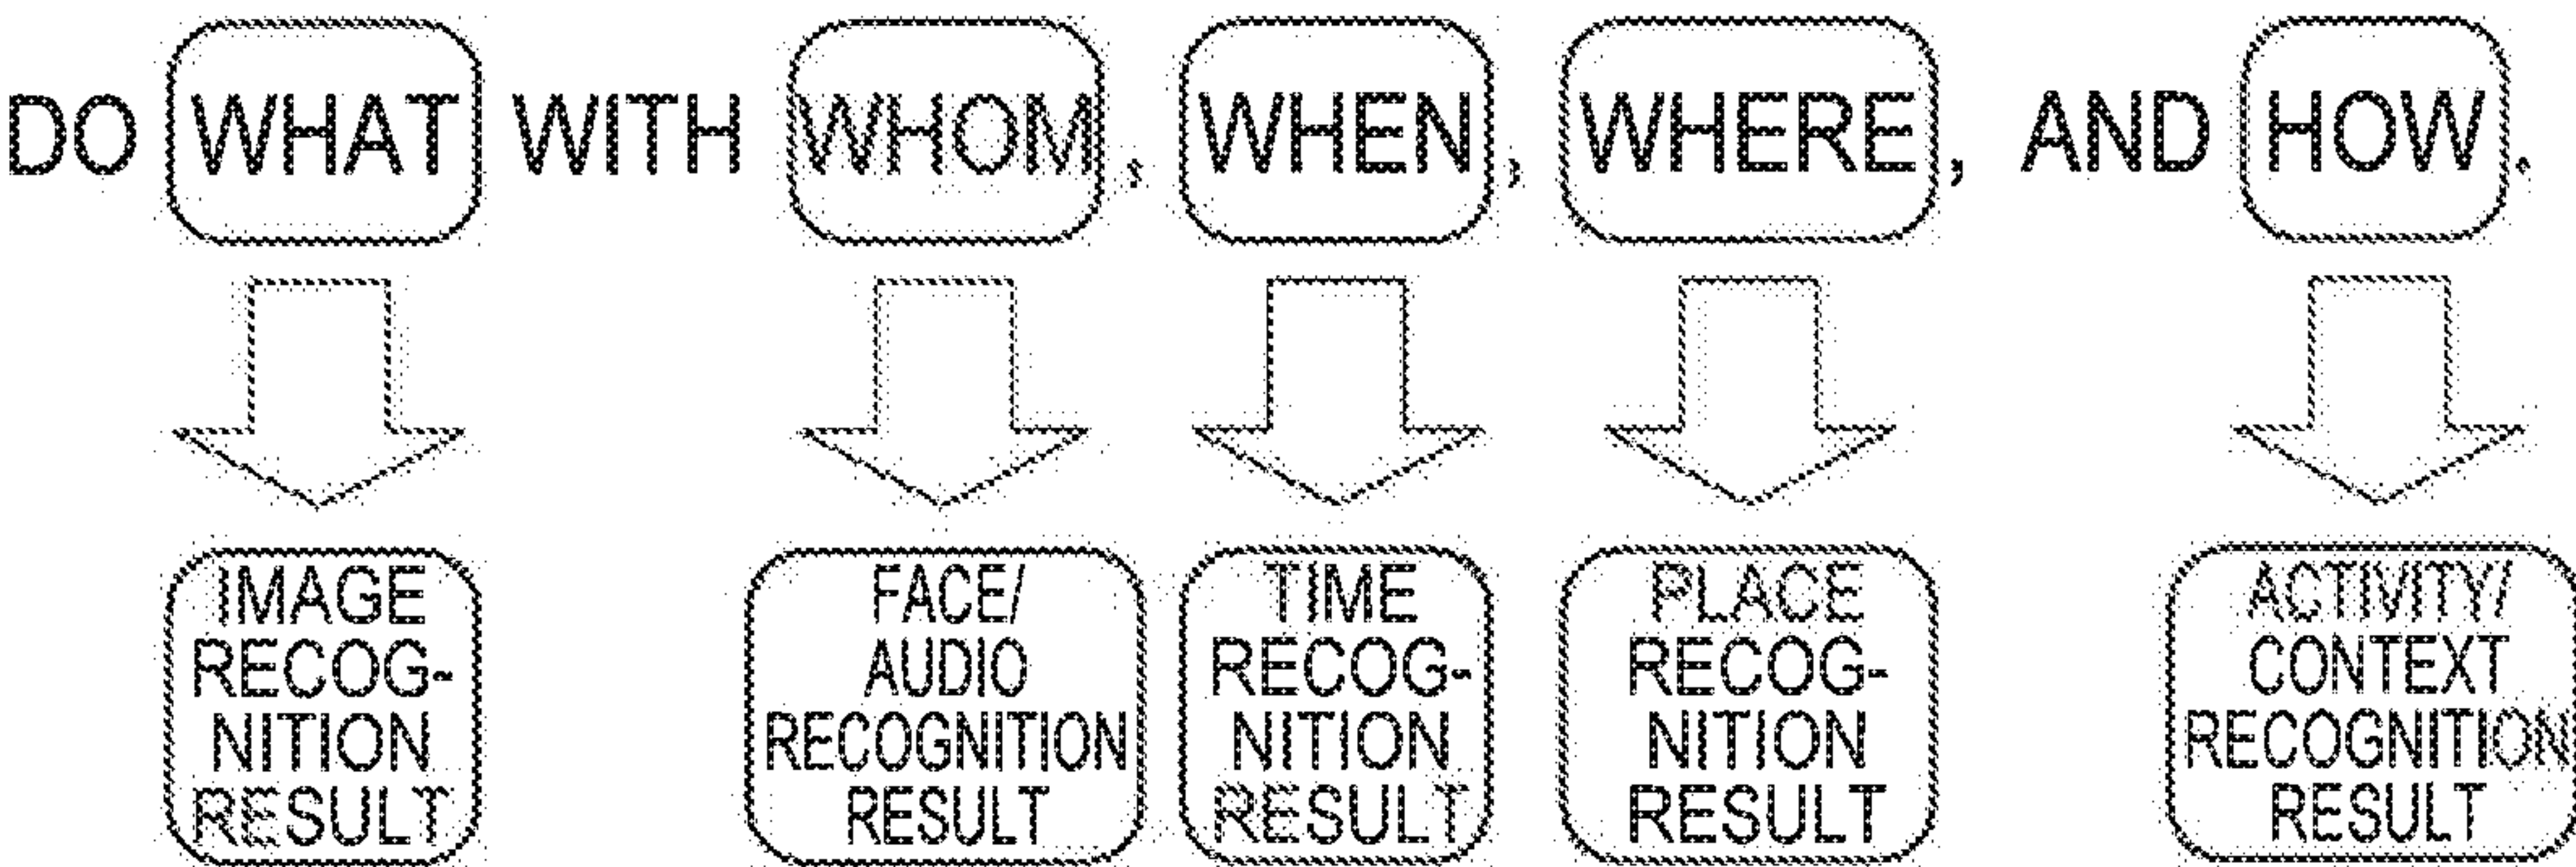 DO WHAT WITH WHOM, WHEN, WHERE, AND HOW.
IMAGE
RECOG-
NITION
RESULT
FACE/
AUDIO
RECOGNITION
RESULT
TIME
RECOG-
NITION
RESULT
PLACE
RECOG-
NITION
RESULT
ACTIVITY/
CONTEXT
RECOGNITION
RESULT